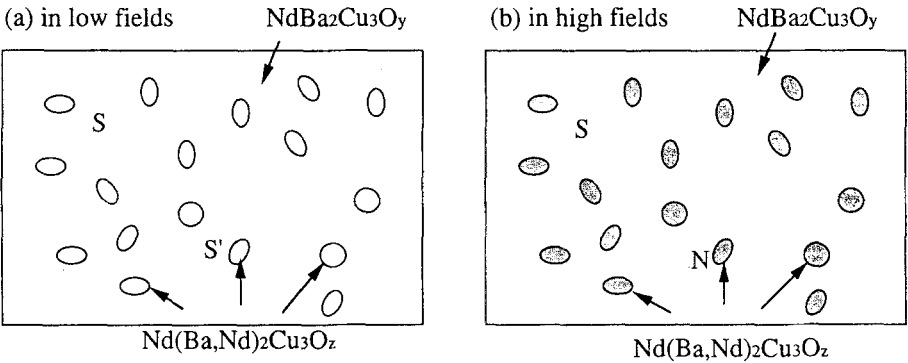 (a) in low fields
NdBa2Cu3Oy
S
S'
Nd(Ba,Nd)2Cu3Oz
(b) in high fields
NdBa2Cu3Oy
S
N
Nd(Ba,Nd)2Cu3Oz